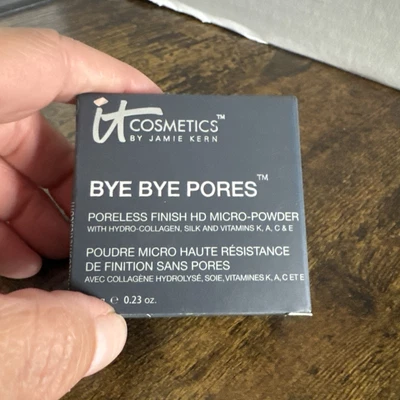 it COSMETICS™
BY JAMIE KERN
BYE BYE PORES™
PORELESS FINISH HD MICRO-POWDER
WITH HYDRO-COLLAGEN, SILK AND VITAMINS K, A, C & E
POUDRE MICRO HAUTE RÉSISTANCE
DE FINITION SANS PORES
AVEC COLLAGÈNE HYDROLYSÉ, SOIE, VITAMINES K, A, C ET E
g ℮ 0.23 oz.